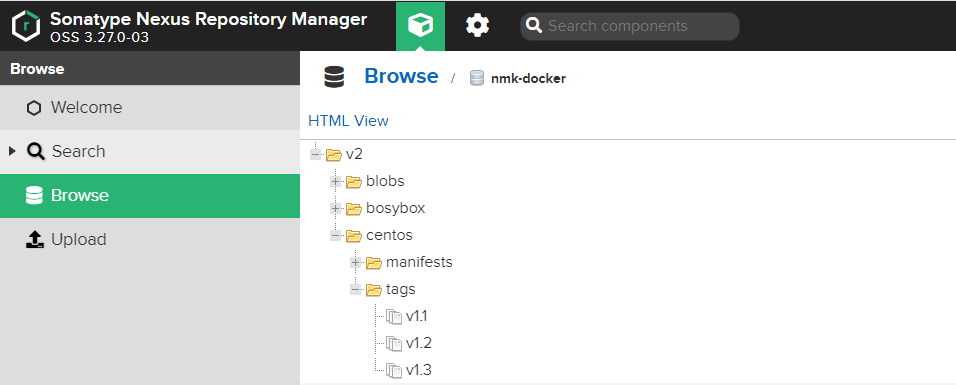 Sonatype Nexus Repository Manager
OSS 3.27.0-03
Search components
Browse
Welcome
Search
Browse
Upload
Browse / nmk-docker
HTML View
v2
blobs
bosybox
centos
manifests
tags
v1.1
v1.2
v1.3